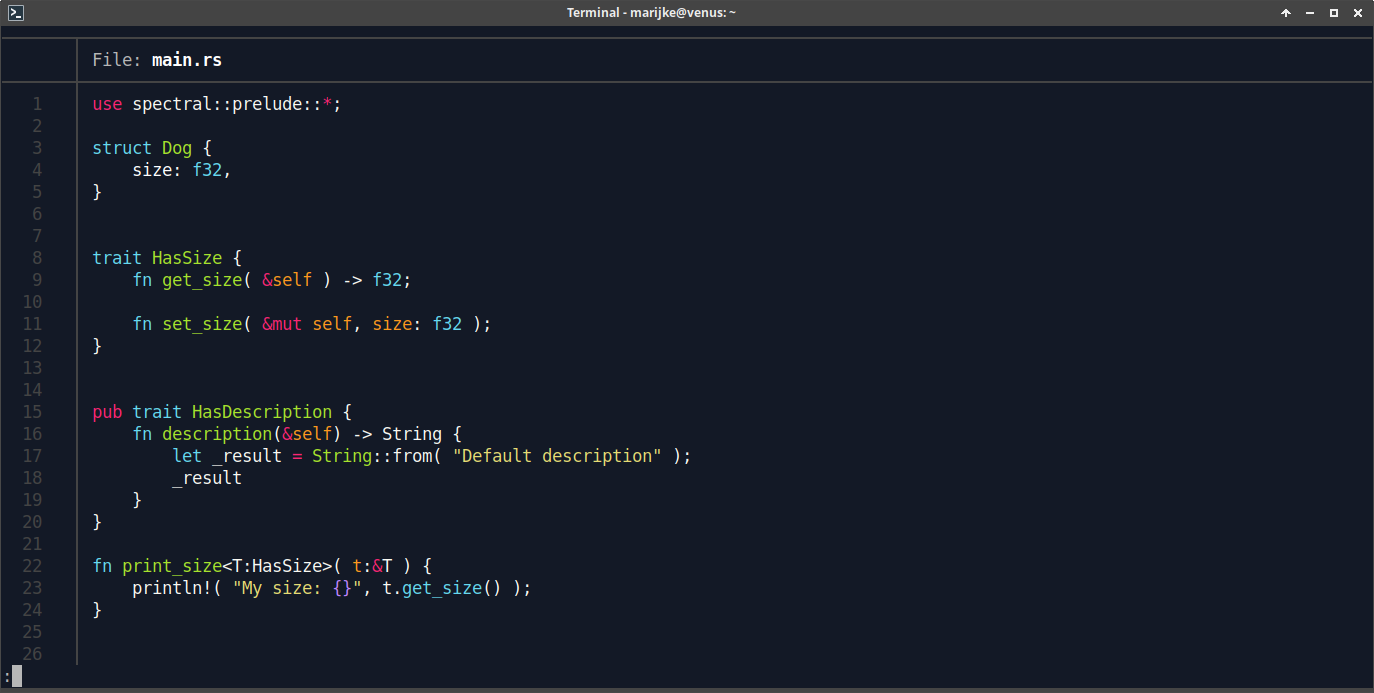 Terminal - marijke@venus: ~
File: main.rs
1 use spectral::prelude::*;
2
3 struct Dog {
4     size: f32,
5 }
6
7
8 trait HasSize {
9     fn get_size( &self ) -> f32;
10
11     fn set_size( &mut self, size: f32 );
12 }
13
14
15 pub trait HasDescription {
16     fn description(&self) -> String {
17         let _result = String::from( "Default description" );
18         _result
19     }
20 }
21
22 fn print_size<T:HasSize>( t:&T ) {
23     println!( "My size: {}", t.get_size() );
24 }
25
26
: